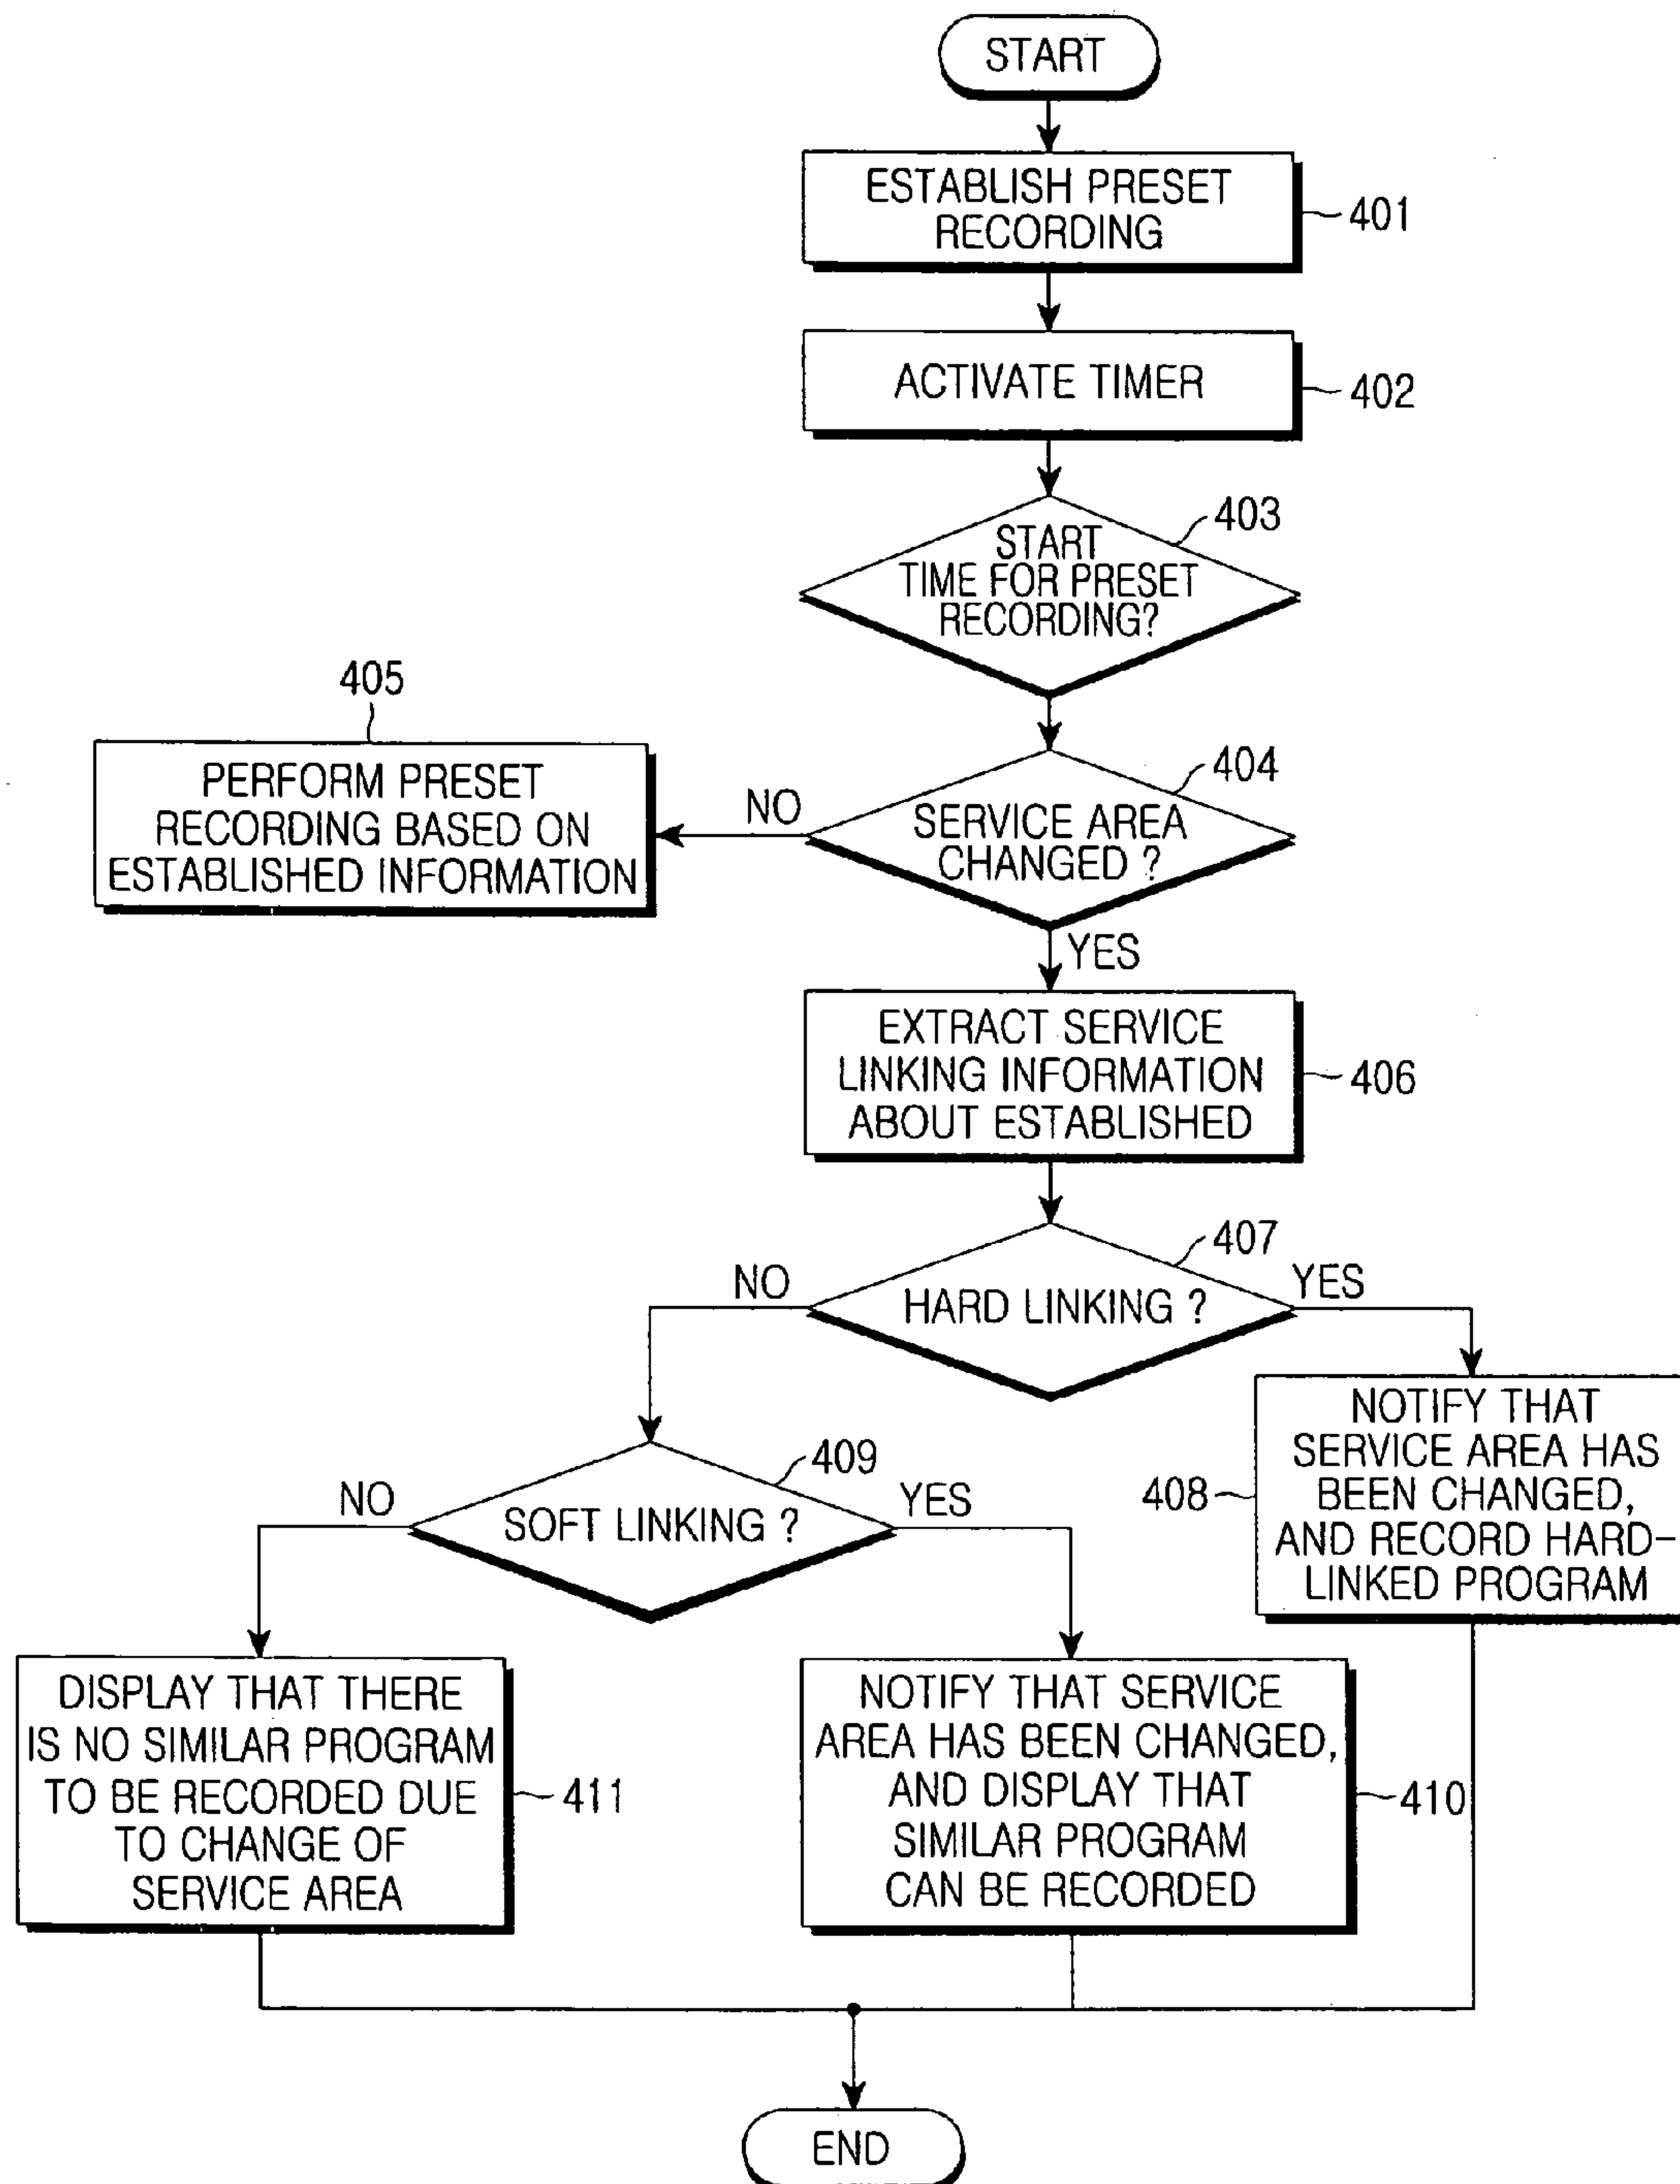 START
ESTABLISH PRESET
RECORDING
401
ACTIVATE TIMER
402
403
START
TIME FOR PRESET
RECORDING?
405
PERFORM PRESET
RECORDING BASED ON
ESTABLISHED INFORMATION
NO
404
SERVICE AREA
CHANGED ?
YES
EXTRACT SERVICE
LINKING INFORMATION
ABOUT ESTABLISHED
406
407
NO
HARD LINKING ?
YES
408
NOTIFY THAT
SERVICE AREA HAS
BEEN CHANGED,
AND RECORD HARD-
LINKED PROGRAM
409
NO
SOFT LINKING ?
YES
DISPLAY THAT THERE
IS NO SIMILAR PROGRAM
TO BE RECORDED DUE
TO CHANGE OF
SERVICE AREA
411
NOTIFY THAT SERVICE
AREA HAS BEEN CHANGED,
AND DISPLAY THAT
SIMILAR PROGRAM
CAN BE RECORDED
410
END